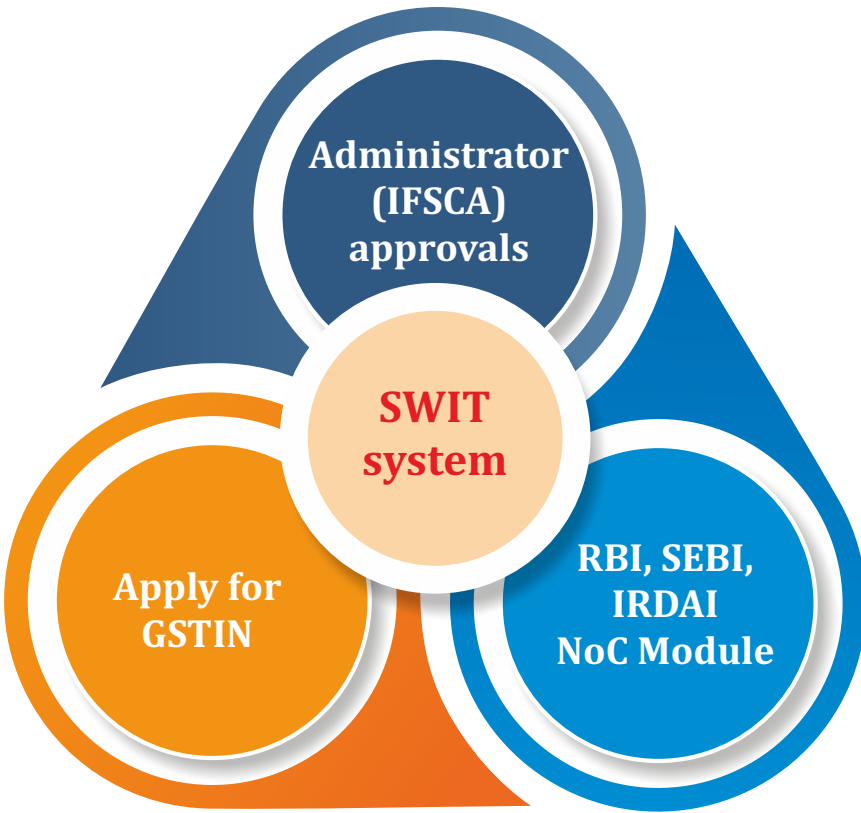 Administrator
(IFSCA)
approvals
SWIT
system
Apply for
GSTIN
RBI, SEBI,
IRDAI
NoC Module